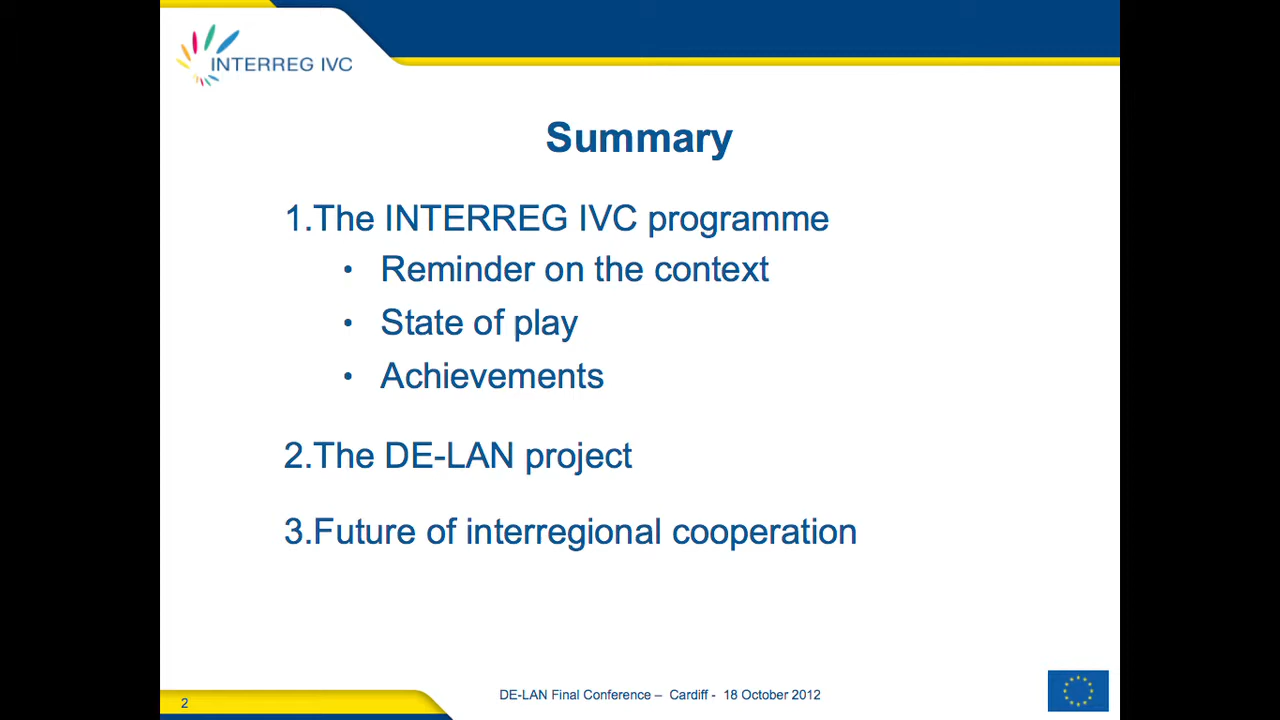 INTERREG IVC
Summary
1.The INTERREG IVC programme
• Reminder on the context
• State of play
• Achievements
2.The DE-LAN project
3.Future of interregional cooperation
2
DE-LAN Final Conference – Cardiff - 18 October 2012